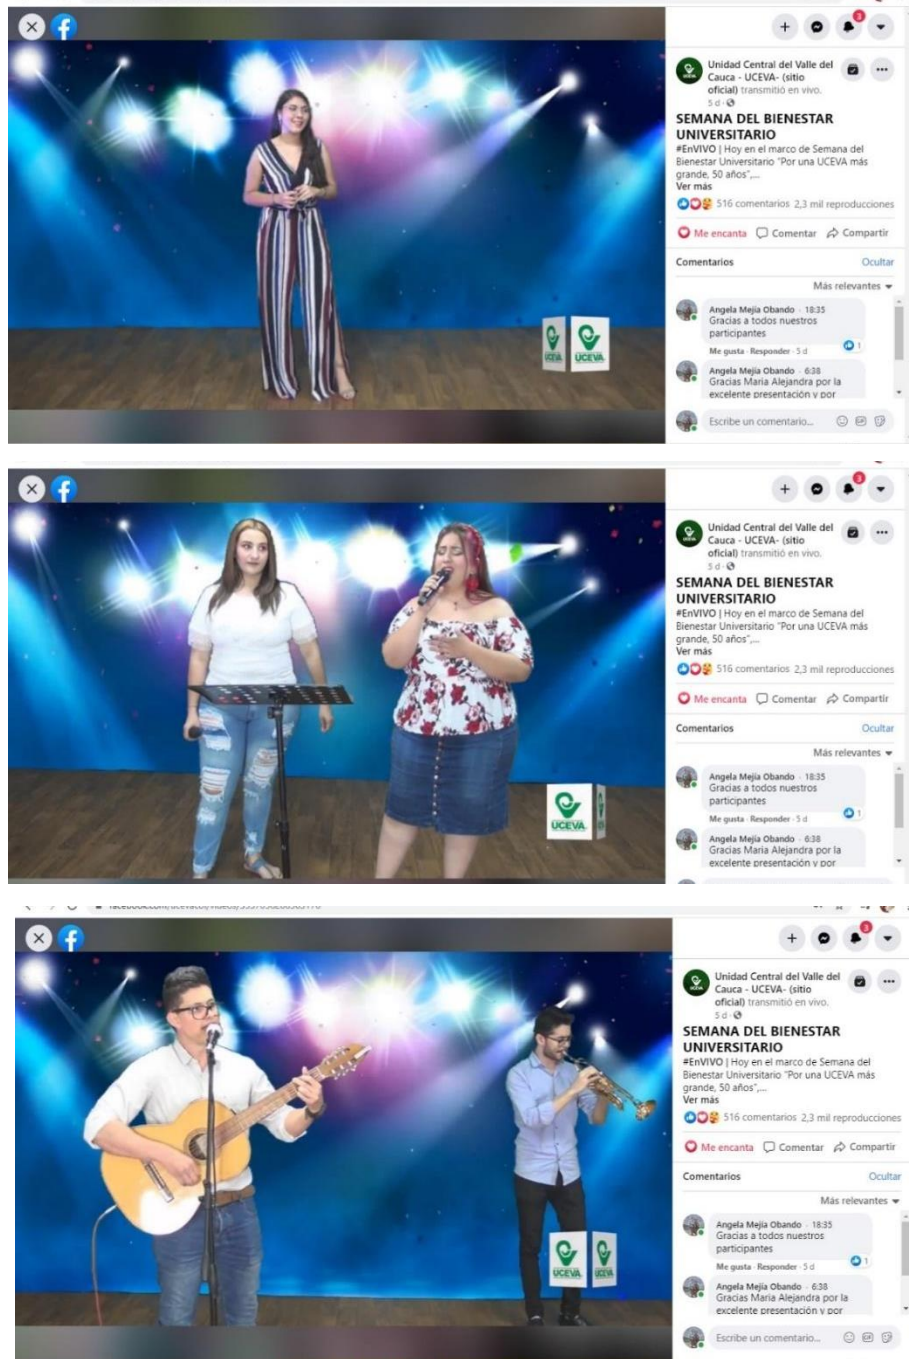 3
Unidad Central del Valle del
Cauca - UCEVA- (sitio
oficial) transmitió en vivo.
5 d
SEMANA DEL BIENESTAR
UNIVERSITARIO
#EnVIVO | Hoy en el marco de Semana del
Bienestar Universitario "Por una UCEVA más
grande, 50 años",...
Ver más
516 comentarios 2,3 mil reproducciones
Me encanta Comentar Compartir
Comentarios Ocultar
Más relevantes
Angela Mejía Obando · 18:35
Gracias a todos nuestros
participantes
1
Me gusta · Responder · 5 d
Angela Mejía Obando · 6:38
Gracias Maria Alejandra por la
excelente presentación y por
Escribe un comentario...
UCEVA UCEVA
3
Unidad Central del Valle del
Cauca - UCEVA- (sitio
oficial) transmitió en vivo.
5 d
SEMANA DEL BIENESTAR
UNIVERSITARIO
#EnVIVO | Hoy en el marco de Semana del
Bienestar Universitario "Por una UCEVA más
grande, 50 años",...
Ver más
516 comentarios 2,3 mil reproducciones
Me encanta Comentar Compartir
Comentarios Ocultar
Más relevantes
Angela Mejía Obando · 18:35
Gracias a todos nuestros
participantes
1
Me gusta · Responder · 5 d
Angela Mejía Obando · 6:38
Gracias Maria Alejandra por la
excelente presentación y por
UCEVA
3
Unidad Central del Valle del
Cauca - UCEVA- (sitio
oficial) transmitió en vivo.
5 d
SEMANA DEL BIENESTAR
UNIVERSITARIO
#EnVIVO | Hoy en el marco de Semana del
Bienestar Universitario "Por una UCEVA más
grande, 50 años",...
Ver más
516 comentarios 2,3 mil reproducciones
Me encanta Comentar Compartir
Comentarios Ocultar
Más relevantes
Angela Mejía Obando · 18:35
Gracias a todos nuestros
participantes
1
Me gusta · Responder · 5 d
Angela Mejía Obando · 6:38
Gracias Maria Alejandra por la
excelente presentación y por
Escribe un comentario...
UCEVA UCEVA